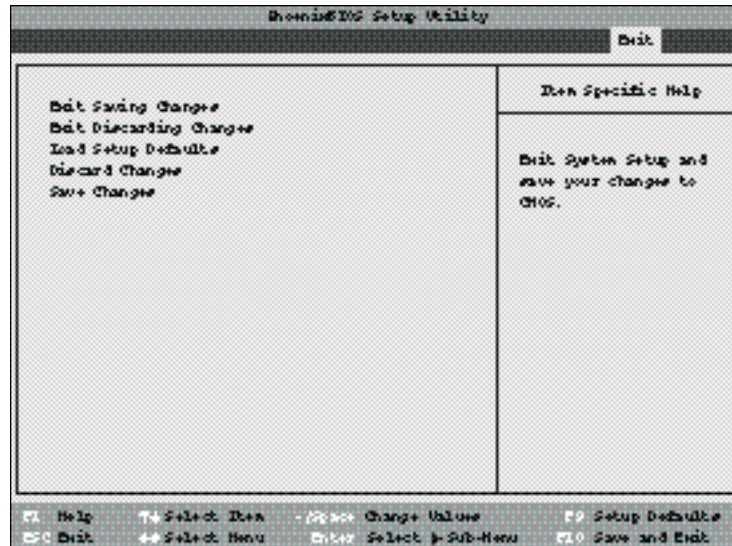 PhoenixBIOS Setup Utility
Exit
Item Specific Help
Exit Saving Changes
Exit Discarding Changes
Load Setup Defaults
Discard Changes
Save Changes
Exit System Setup and
save your changes to
CMOS.
F1 Help ↑↓ Select Item -/Space Change Values F9 Setup Defaults
ESC Exit ↔ Select Menu Enter Select ▶ Sub-Menu F10 Save and Exit